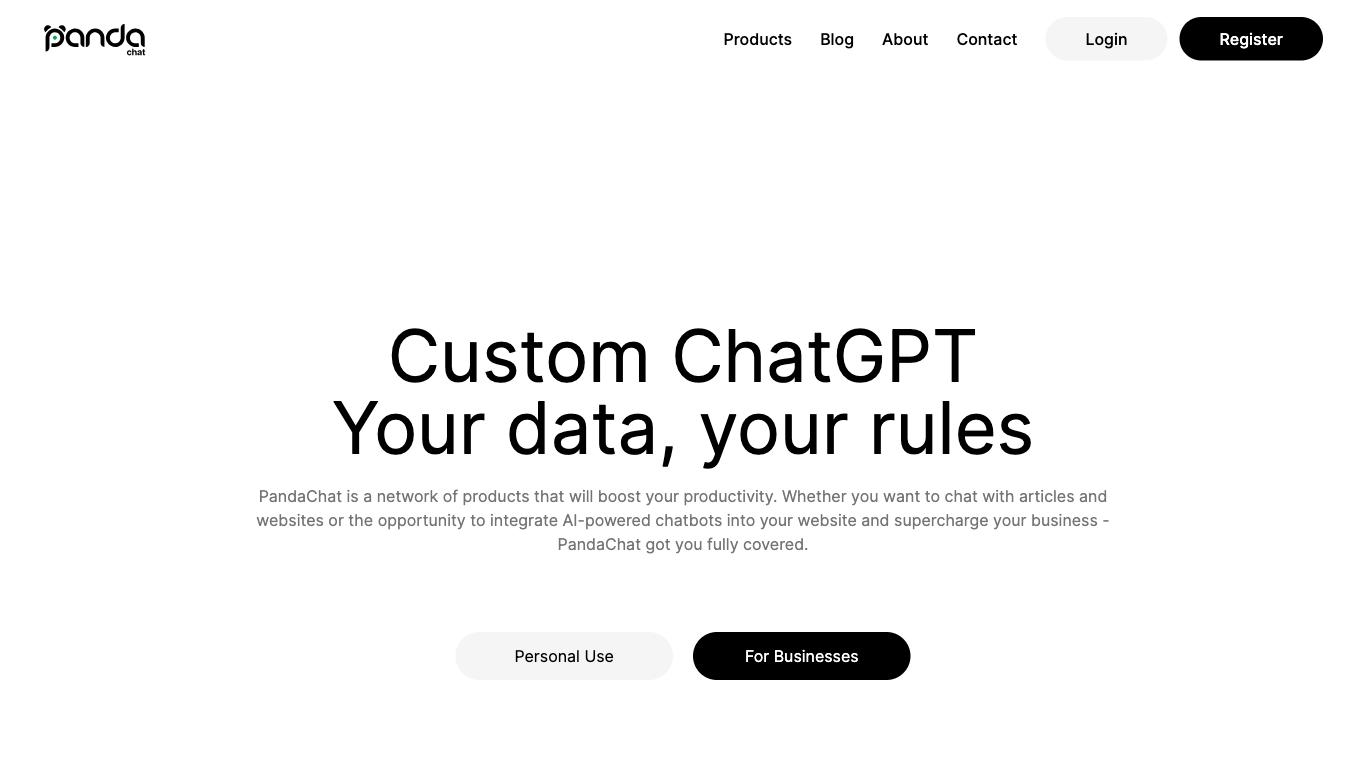 panda
chat
Products Blog About Contact Login Register
Custom ChatGPT
Your data, your rules
PandaChat is a network of products that will boost your productivity. Whether you want to chat with articles and
websites or the opportunity to integrate AI-powered chatbots into your website and supercharge your business -
PandaChat got you fully covered.
Personal Use For Businesses